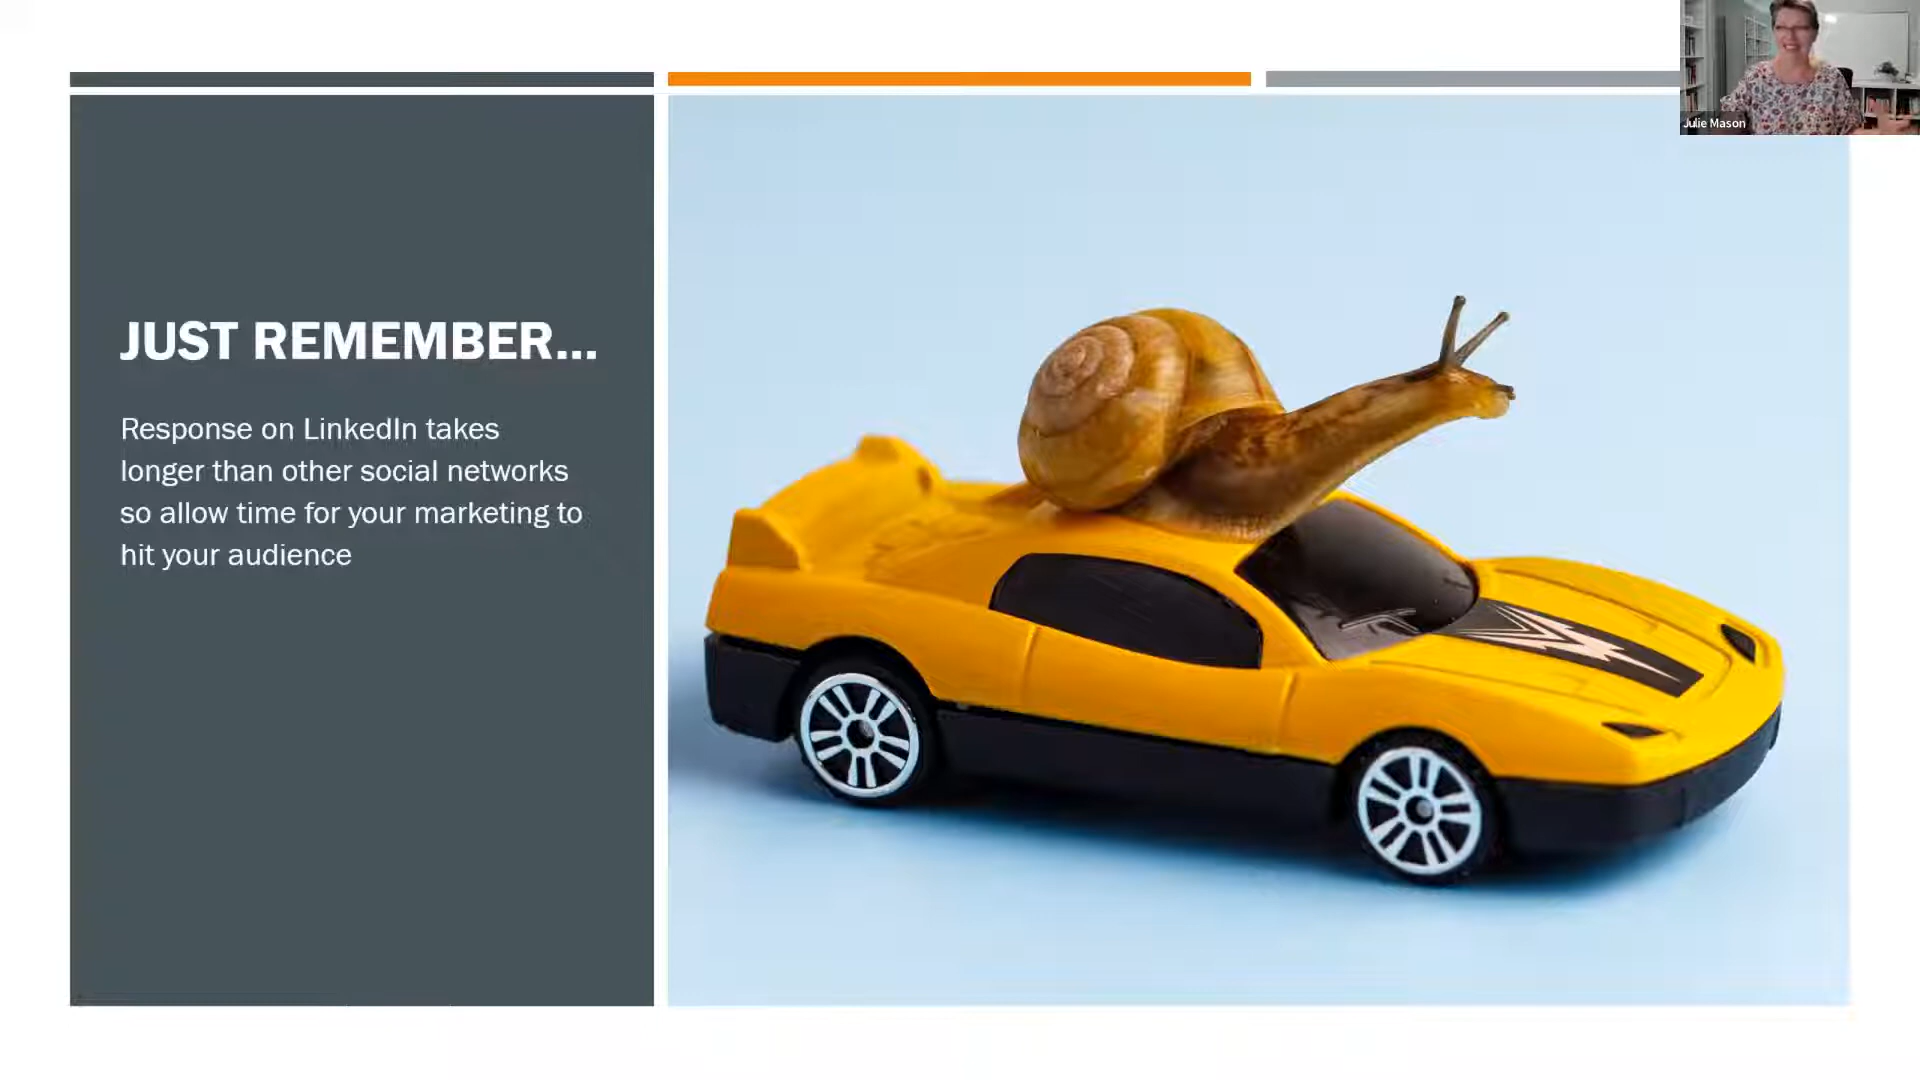 JUST REMEMBER...
Response on LinkedIn takes
longer than other social networks
so allow time for your marketing to
hit your audience
Julie Mason